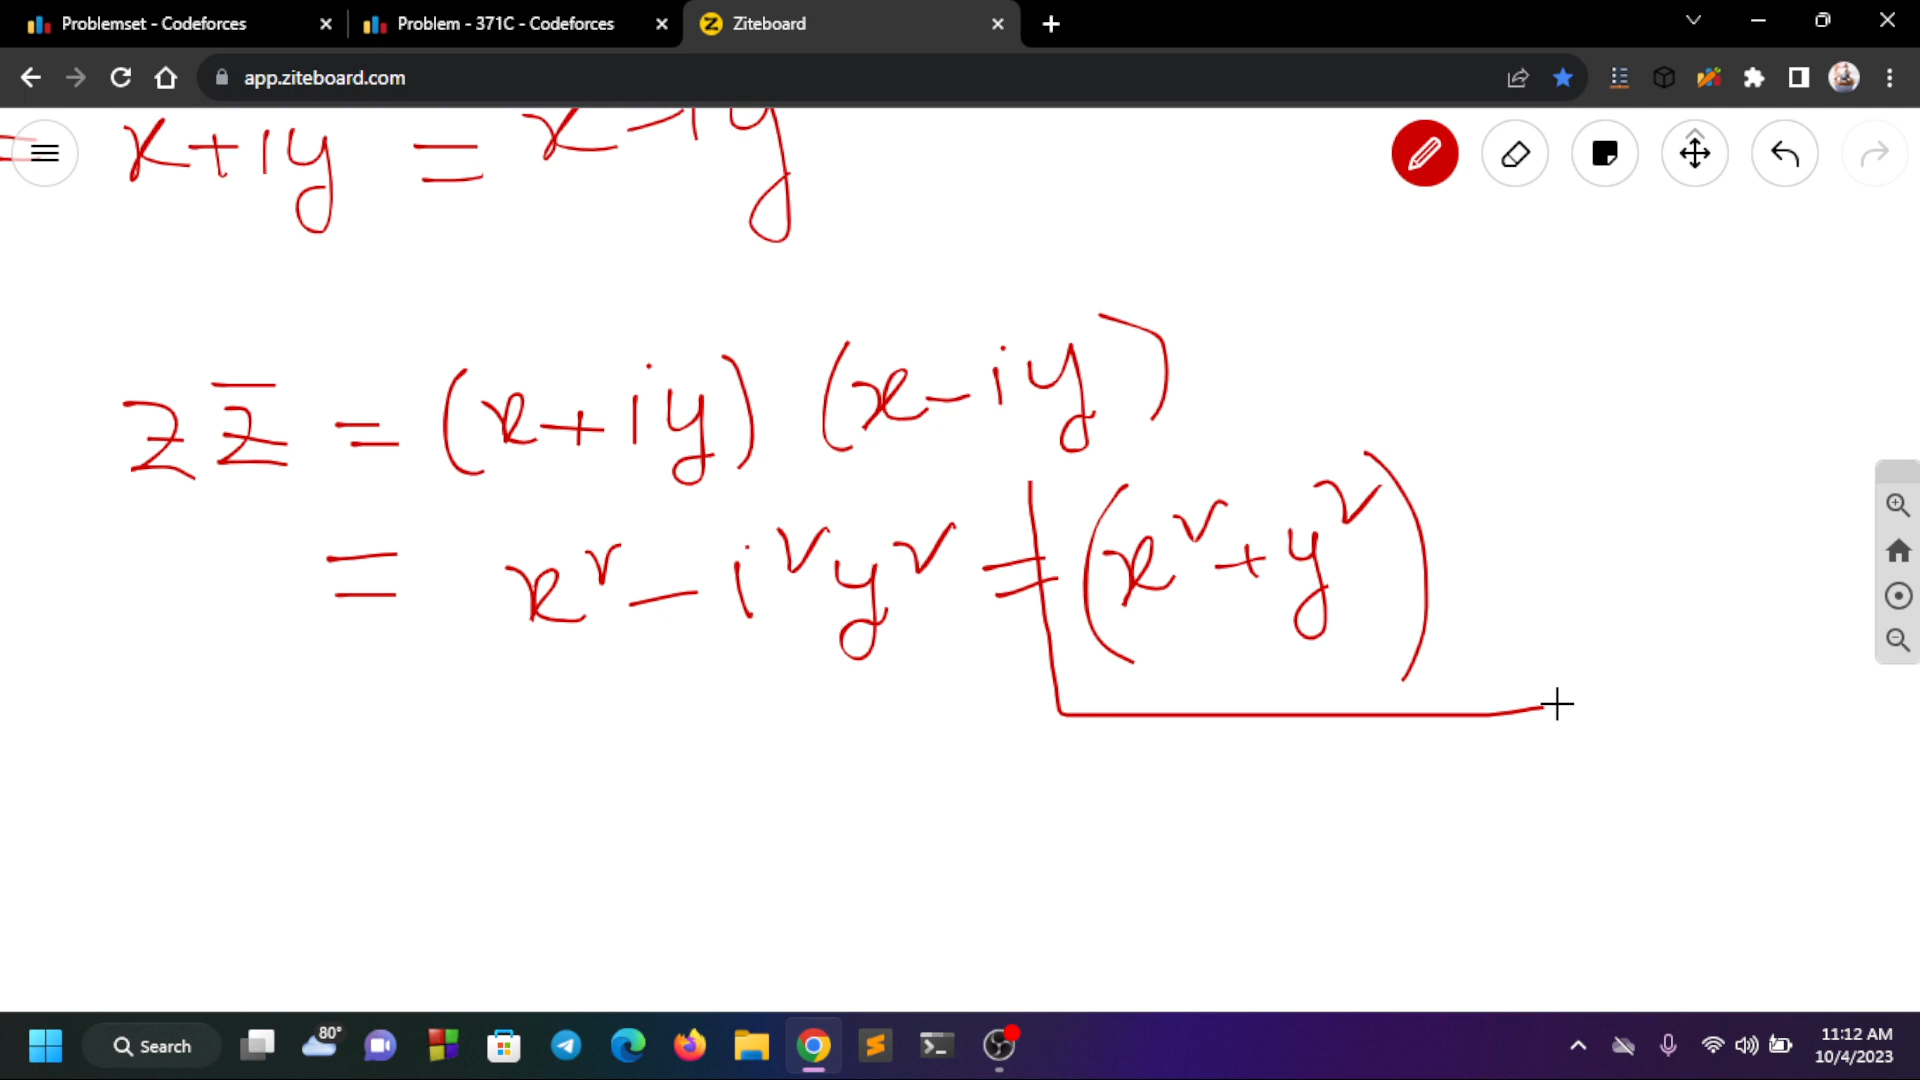 Problemset - Codeforces
Problem - 371C - Codeforces
Ziteboard
app.ziteboard.com
x+iy = x-iy
z z̅ = (x+iy) (x-iy)
= x² - i²y² = (x²+y²)
80°
Search
11:12 AM
10/4/2023